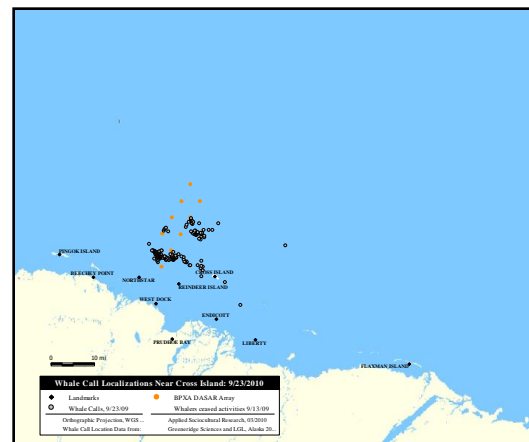 PINGOK ISLAND
BEECHEY POINT
NORTHSTAR
CROSS ISLAND
REINDEER ISLAND
WEST DOCK
ENDICOTT
PRUDHOE BAY
LIBERTY
FLAXMAN ISLAND
0 10 mi
Whale Call Localizations Near Cross Island: 9/23/2010
Landmarks
BPXA DASAR Array
Whale Calls, 9/23/09
Whalers ceased activities 9/13/09
Orthographic Projection, WGS ...
Applied Sociocultural Research, 03/2010
Whale Call Location Data from:
Greeneridge Sciences and LGL, Alaska 20...